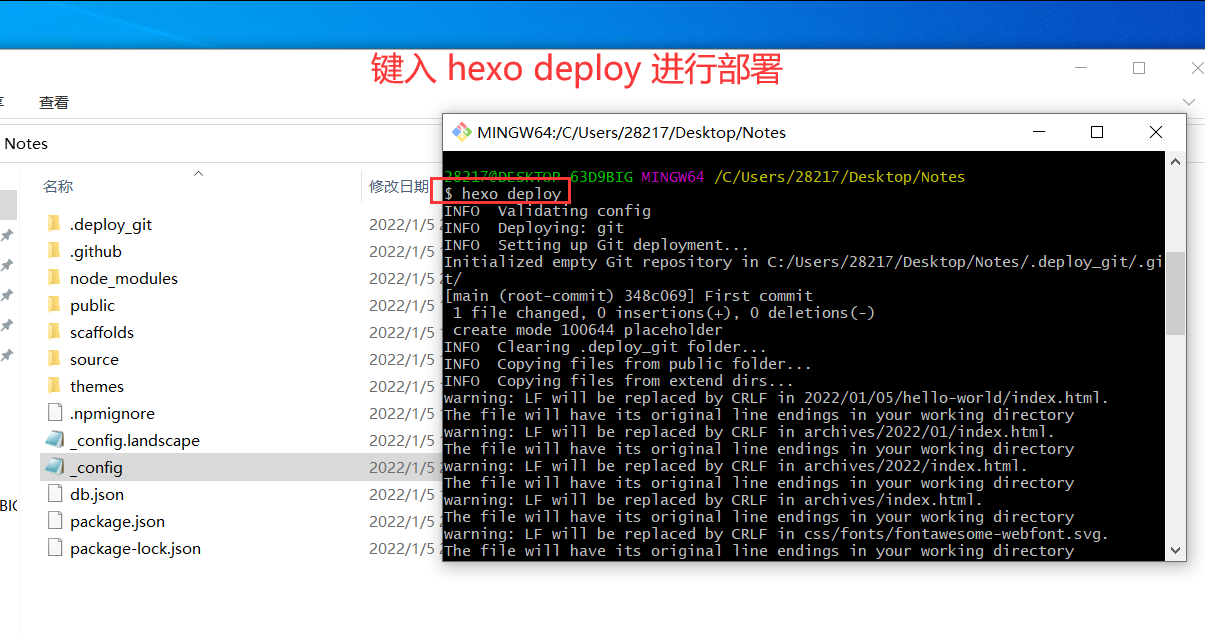 键入 hexo deploy 进行部署
查看
Notes
名称
修改日期
.deploy_git 2022/1/5
.github 2022/1/5
node_modules 2022/1/5
public 2022/1/5
scaffolds 2022/1/5
source 2022/1/5
themes 2022/1/5
.npmignore 2022/1/5
_config.landscape 2022/1/5
_config 2022/1/5
db.json 2022/1/5
package.json 2022/1/5
package-lock.json 2022/1/5
MINGW64:/C/Users/28217/Desktop/Notes
28217@DESKTOP-63D9BIG MINGW64 /C/Users/28217/Desktop/Notes
$ hexo deploy
INFO  Validating config
INFO  Deploying: git
INFO  Setting up Git deployment...
Initialized empty Git repository in C:/Users/28217/Desktop/Notes/.deploy_git/.gi
t/
[main (root-commit) 348c069] First commit
 1 file changed, 0 insertions(+), 0 deletions(-)
 create mode 100644 placeholder
INFO  Clearing .deploy_git folder...
INFO  Copying files from public folder...
INFO  Copying files from extend dirs...
warning: LF will be replaced by CRLF in 2022/01/05/hello-world/index.html.
The file will have its original line endings in your working directory
warning: LF will be replaced by CRLF in archives/2022/01/index.html.
The file will have its original line endings in your working directory
warning: LF will be replaced by CRLF in archives/2022/index.html.
The file will have its original line endings in your working directory
warning: LF will be replaced by CRLF in archives/index.html.
The file will have its original line endings in your working directory
warning: LF will be replaced by CRLF in css/fonts/fontawesome-webfont.svg.
The file will have its original line endings in your working directory